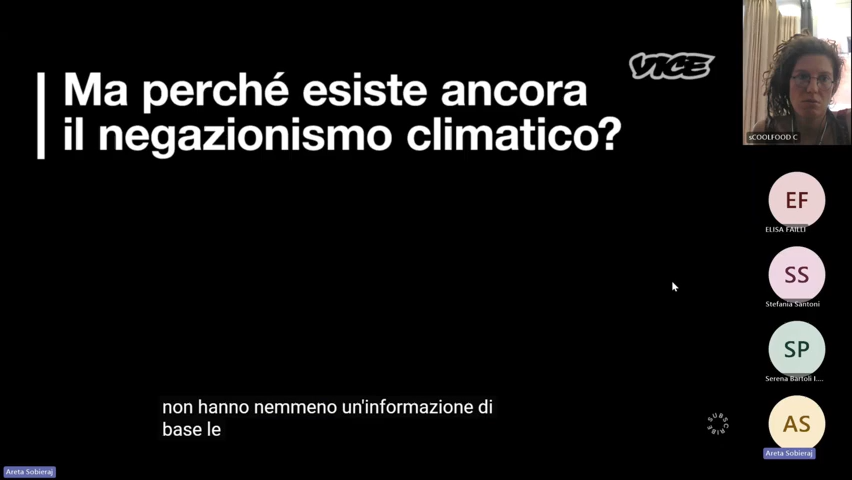 VICE
Ma perché esiste ancora
il negazionismo climatico?
non hanno nemmeno un'informazione di
base le
SUBSCRIBE
sCOOLFOOD C
EF
ELISA FAILLI
SS
Stefania Santoni
SP
Serena Bartoli I....
AS
Areta Sobieraj
Areta Sobieraj